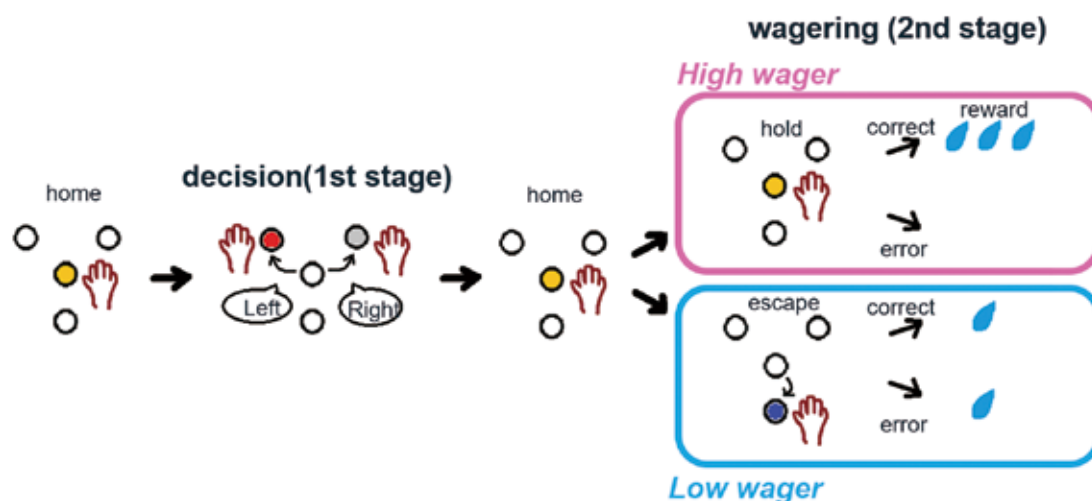 wagering (2nd stage)
High wager
reward
hold
correct
decision(1st stage)
home
home
Left
Right
error
escape
correct
error
Low wager